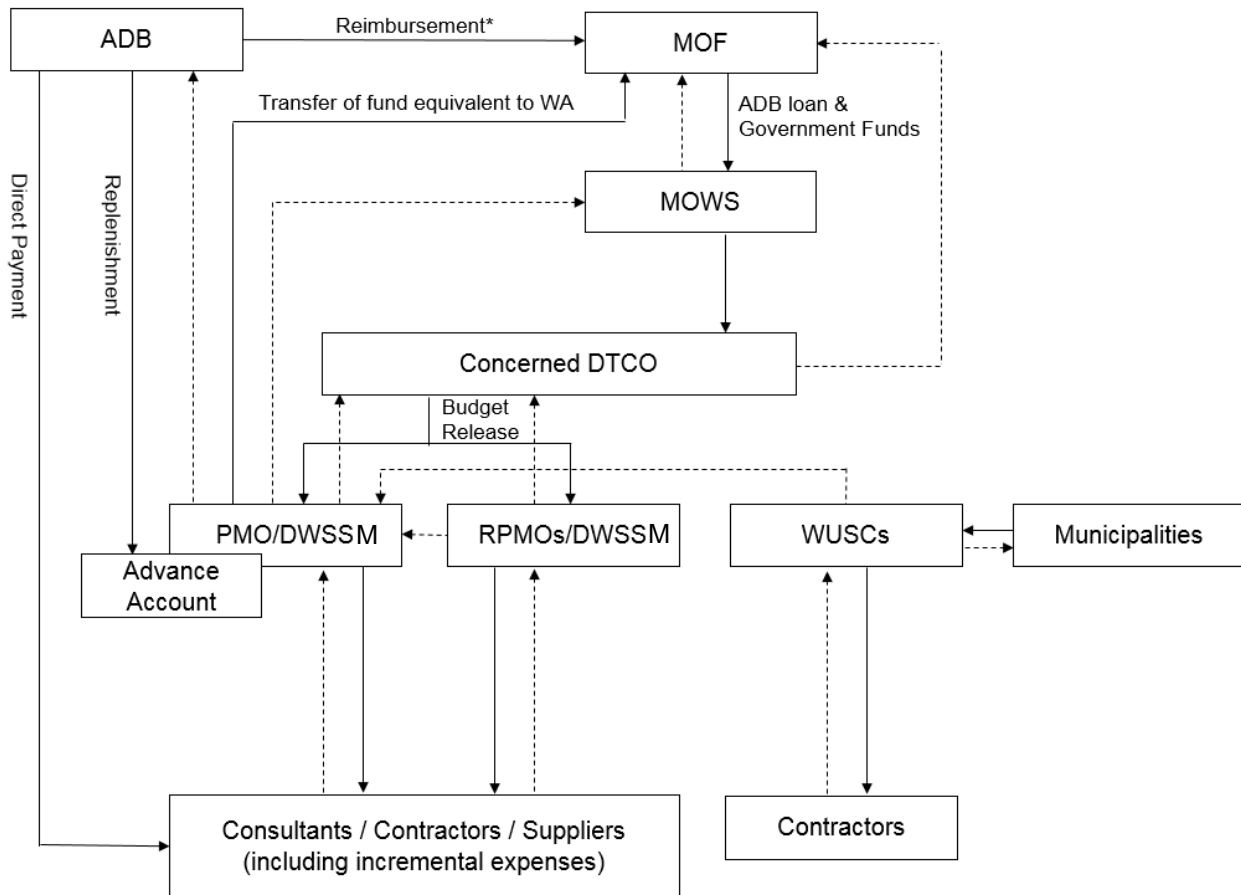 ADB
Reimbursement*
MOF
Transfer of fund equivalent to WA
ADB loan &
Government Funds
Direct Payment
Replenishment
MOWS
Concerned DTCO
Budget
Release
PMO/DWSSM
RPMOs/DWSSM
WUSCs
Municipalities
Advance
Account
Consultants / Contractors / Suppliers
(including incremental expenses)
Contractors